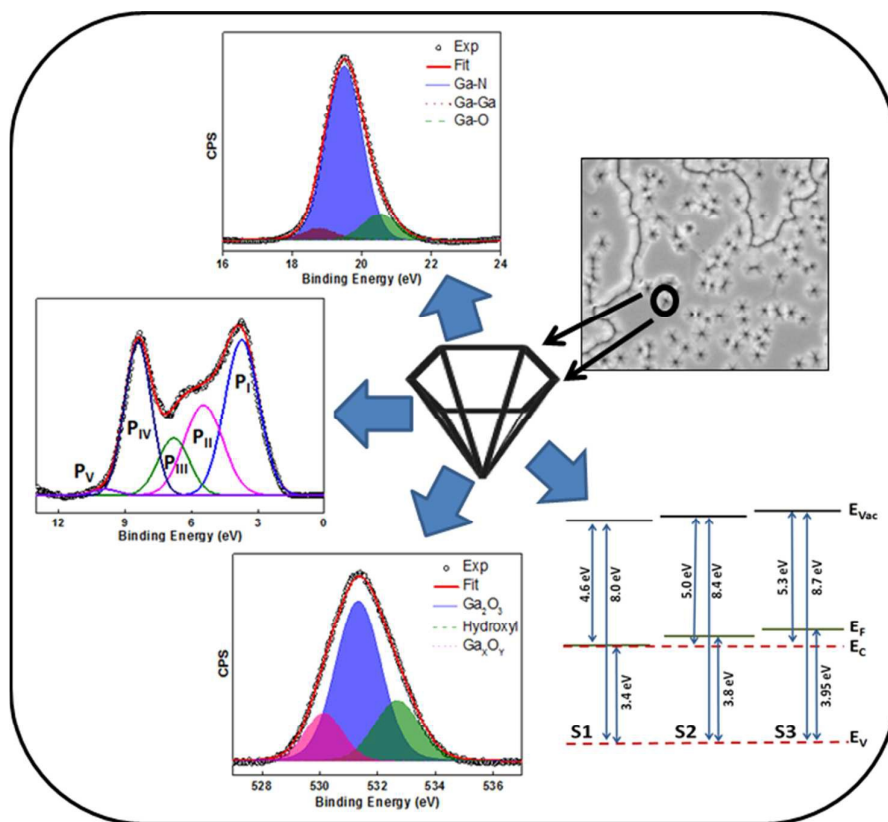 Exp
Fit
Ga-N
Ga-Ga
Ga-O
CPS
16 18 20 22 24
Binding Energy (eV)
P_I
P_II
P_III
P_IV
P_V
12 9 6 3 0
Binding Energy (eV)
Exp
Fit
Ga₂O₃
Hydroxyl
Ga_XO_Y
CPS
528 530 532 534 536
Binding Energy (eV)
E_Vac
4.6 eV 8.0 eV 5.0 eV 8.4 eV 5.3 eV 8.7 eV
E_F
E_C
3.4 eV 3.8 eV 3.95 eV
S1 S2 S3
E_V